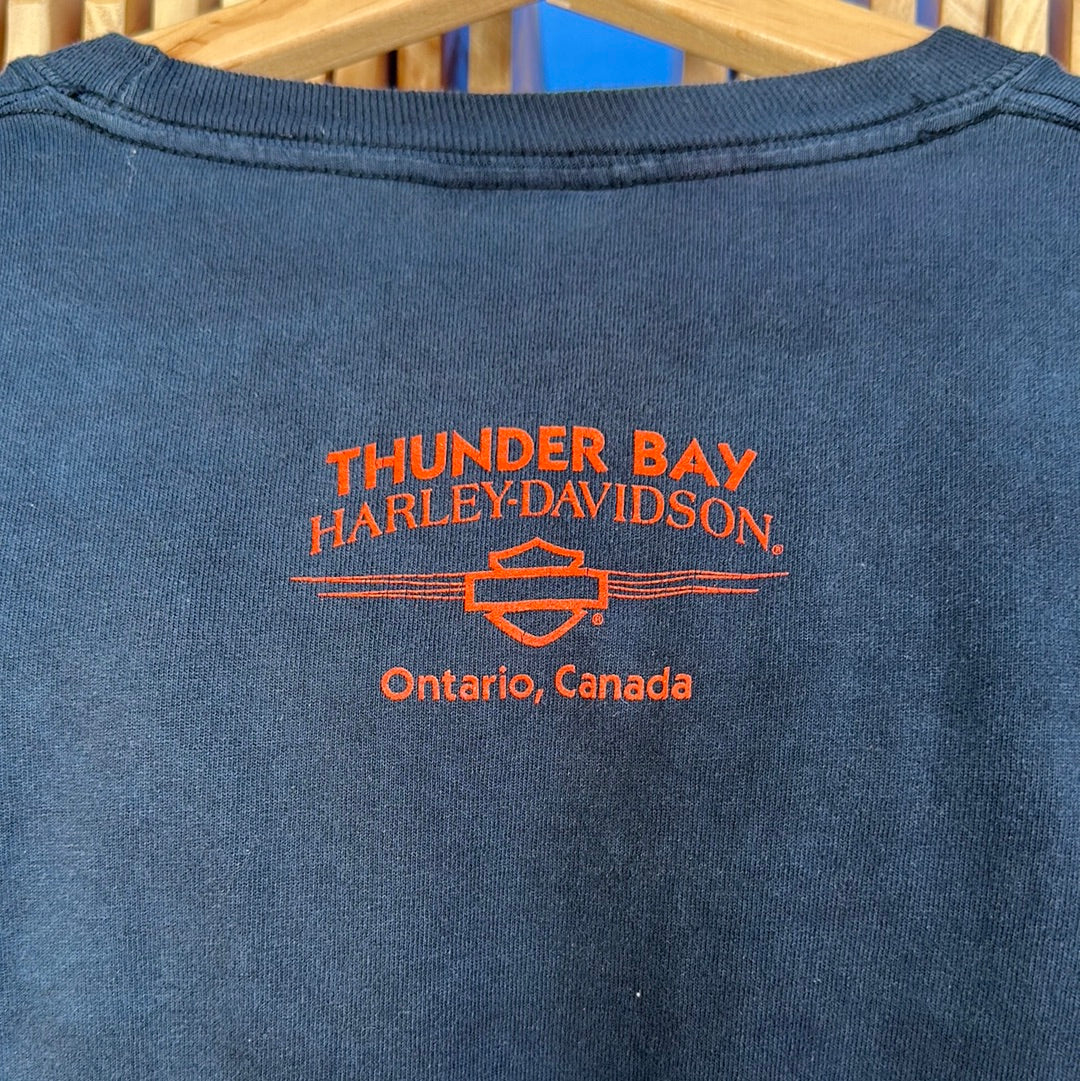 THUNDER BAY
HARLEY-DAVIDSON®
®
Ontario, Canada